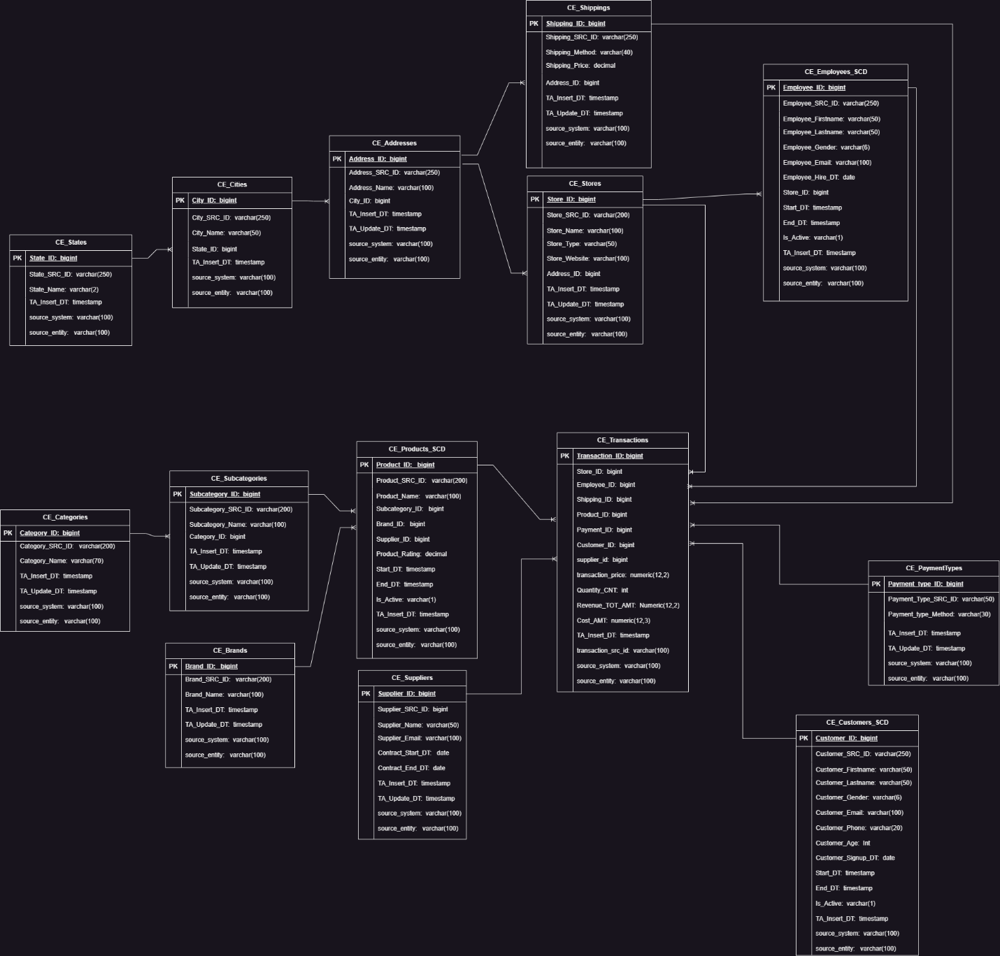 CE_Shippings
PK Shipping_ID: bigint
Shipping_SRC_ID: varchar(250)
Shipping_Method: varchar(40)
Shipping_Price: decimal
Address_ID: bigint
TA_Insert_DT: timestamp
TA_Update_DT: timestamp
source_system: varchar(100)
source_entity: varchar(100)
CE_Employees_SCD
PK Employee_ID: bigint
Employee_SRC_ID: varchar(250)
Employee_Firstname: varchar(50)
Employee_Lastname: varchar(50)
Employee_Gender: varchar(6)
Employee_Email: varchar(100)
Employee_Hire_DT: date
Store_ID: bigint
Start_DT: timestamp
End_DT: timestamp
Is_Active: varchar(1)
TA_Insert_DT: timestamp
source_system: varchar(100)
source_entity: varchar(100)
CE_Addresses
PK Address_ID: bigint
Address_SRC_ID: varchar(250)
Address_Name: varchar(100)
City_ID: bigint
TA_Insert_DT: timestamp
TA_Update_DT: timestamp
source_system: varchar(100)
source_entity: varchar(100)
CE_Stores
PK Store_ID: bigint
Store_SRC_ID: varchar(200)
Store_Name: varchar(100)
Store_Type: varchar(50)
Store_Website: varchar(100)
Address_ID: bigint
TA_Insert_DT: timestamp
TA_Update_DT: timestamp
source_system: varchar(100)
source_entity: varchar(100)
CE_Cities
PK City_ID: bigint
City_SRC_ID: varchar(250)
City_Name: varchar(50)
State_ID: bigint
TA_Insert_DT: timestamp
source_system: varchar(100)
source_entity: varchar(100)
CE_States
PK State_ID: bigint
State_SRC_ID: varchar(250)
State_Name: varchar(2)
TA_Insert_DT: timestamp
source_system: varchar(100)
source_entity: varchar(100)
CE_Transactions
PK Transaction_ID: bigint
Store_ID: bigint
Employee_ID: bigint
Shipping_ID: bigint
Product_ID: bigint
Payment_ID: bigint
Customer_ID: bigint
supplier_id: bigint
transaction_price: numeric(12,2)
Quantity_CNT: int
Revenue_TOT_AMT: Numeric(12,2)
Cost_AMT: numeric(12,3)
TA_Insert_DT: timestamp
transaction_src_id: varchar(100)
source_system: varchar(100)
source_entity: varchar(100)
CE_Products_SCD
PK Product_ID: bigint
Product_SRC_ID: varchar(200)
Product_Name: varchar(100)
Subcategory_ID: bigint
Brand_ID: bigint
Supplier_ID: bigint
Product_Rating: decimal
Start_DT: timestamp
End_DT: timestamp
Is_Active: varchar(1)
TA_Insert_DT: timestamp
source_system: varchar(100)
source_entity: varchar(100)
CE_Subcategories
PK Subcategory_ID: bigint
Subcategory_SRC_ID: varchar(200)
Subcategory_Name: varchar(100)
Category_ID: bigint
TA_Insert_DT: timestamp
TA_Update_DT: timestamp
source_system: varchar(100)
source_entity: varchar(100)
CE_Categories
PK Category_ID: bigint
Category_SRC_ID: varchar(200)
Category_Name: varchar(70)
TA_Insert_DT: timestamp
TA_Update_DT: timestamp
source_system: varchar(100)
source_entity: varchar(100)
CE_PaymentTypes
PK Payment_type_ID: bigint
Payment_Type_SRC_ID: varchar(50)
Payment_type_Method: varchar(30)
TA_Insert_DT: timestamp
TA_Update_DT: timestamp
source_system: varchar(100)
source_entity: varchar(100)
CE_Brands
PK Brand_ID: bigint
Brand_SRC_ID: varchar(200)
Brand_Name: varchar(100)
TA_Insert_DT: timestamp
TA_Update_DT: timestamp
source_system: varchar(100)
source_entity: varchar(100)
CE_Suppliers
PK Supplier_ID: bigint
Supplier_SRC_ID: bigint
Supplier_Name: varchar(50)
Supplier_Email: varchar(100)
Contract_Start_DT: date
Contract_End_DT: date
TA_Insert_DT: timestamp
TA_Update_DT: timestamp
source_system: varchar(100)
source_entity: varchar(100)
CE_Customers_SCD
PK Customer_ID: bigint
Customer_SRC_ID: varchar(250)
Customer_Firstname: varchar(50)
Customer_Lastname: varchar(50)
Customer_Gender: varchar(6)
Customer_Email: varchar(100)
Customer_Phone: varchar(20)
Customer_Age: Int
Customer_Signup_DT: date
Start_DT: timestamp
End_DT: timestamp
Is_Active: varchar(1)
TA_Insert_DT: timestamp
source_system: varchar(100)
source_entity: varchar(100)